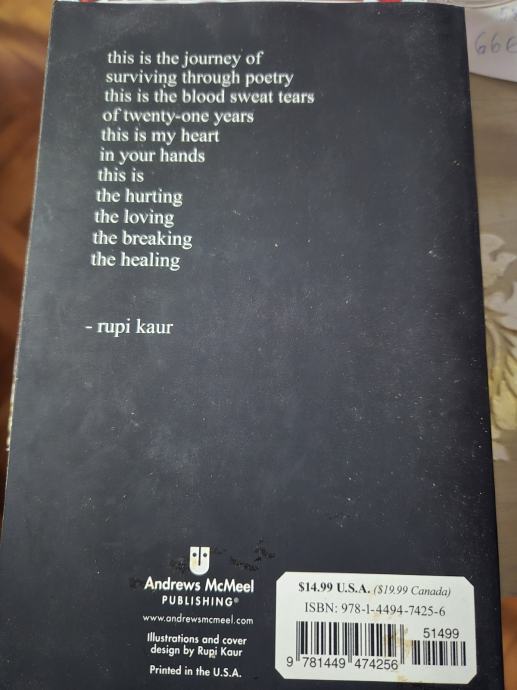 this is the journey of
surviving through poetry
this is the blood sweat tears
of twenty-one years
this is my heart
in your hands
this is
the hurting
the loving
the breaking
the healing
- rupi kaur
Andrews McMeel
PUBLISHING®
www.andrewsmcmeel.com
Illustrations and cover
design by Rupi Kaur
Printed in the U.S.A.
$14.99 U.S.A. ($19.99 Canada)
ISBN: 978-1-4494-7425-6
51499
9 781449 474256
66€